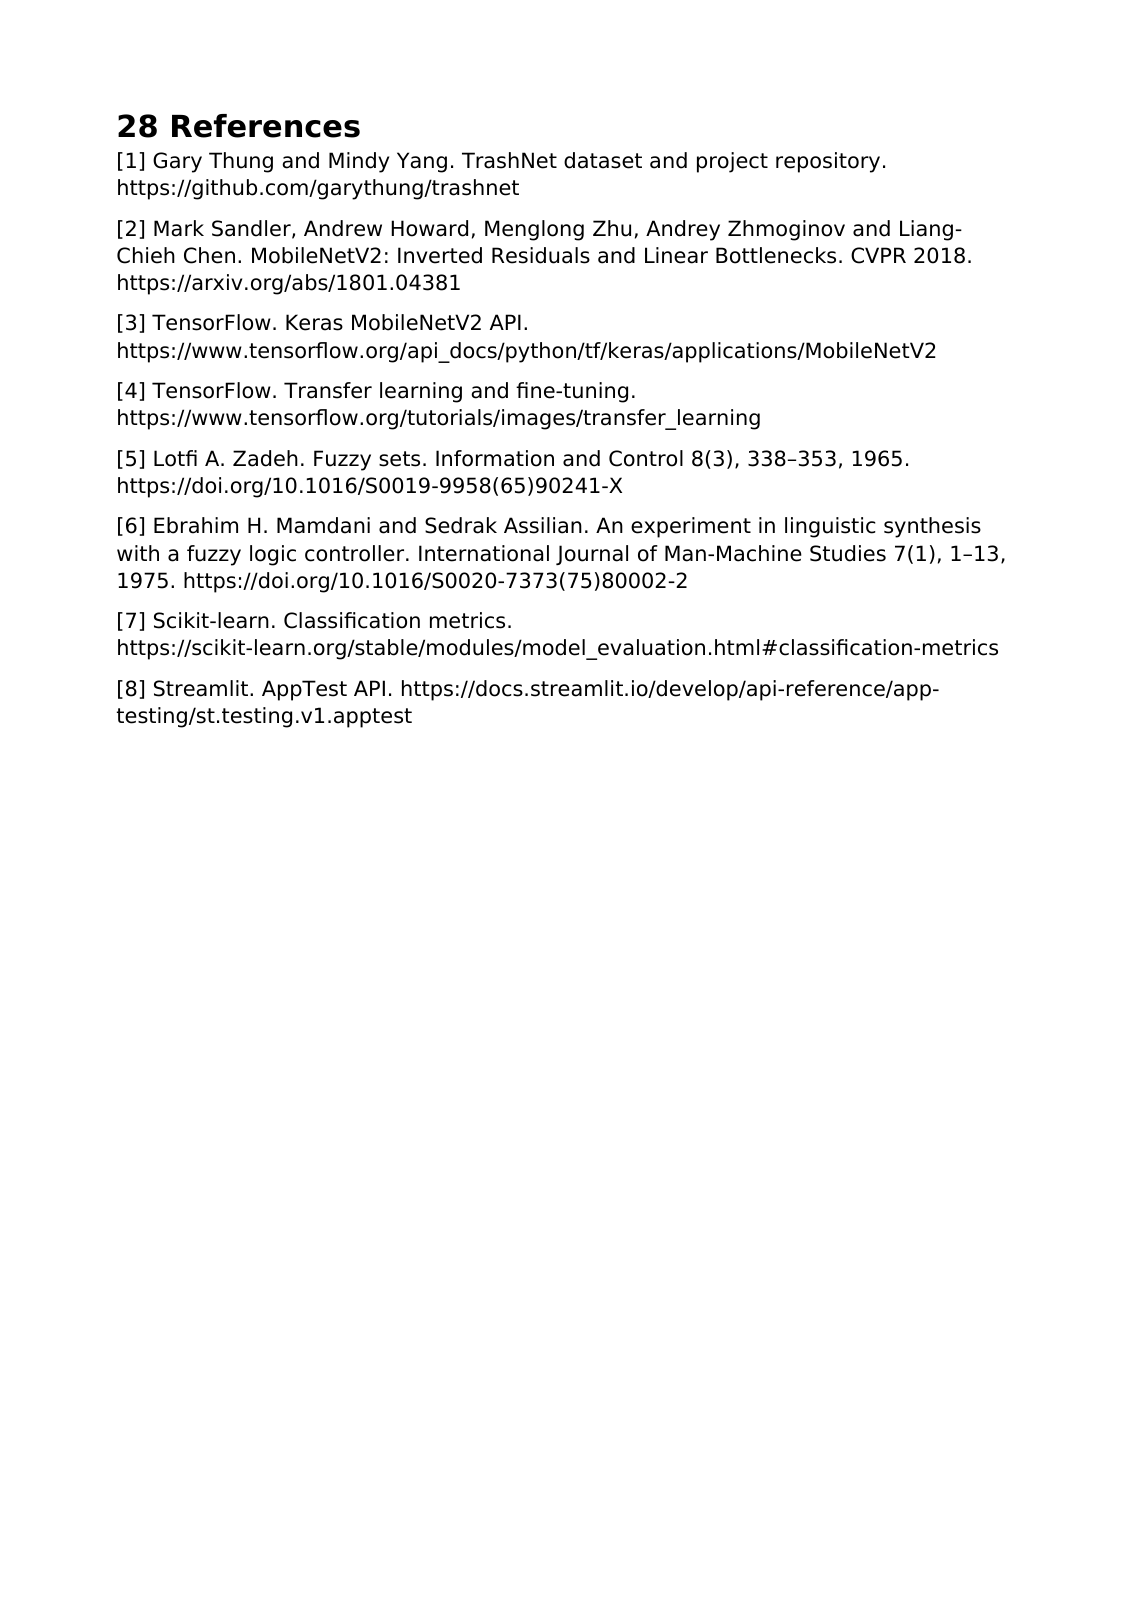 28 References
[1] Gary Thung and Mindy Yang. TrashNet dataset and project repository.
https://github.com/garythung/trashnet
[2] Mark Sandler, Andrew Howard, Menglong Zhu, Andrey Zhmoginov and Liang-
Chieh Chen. MobileNetV2: Inverted Residuals and Linear Bottlenecks. CVPR 2018.
https://arxiv.org/abs/1801.04381
[3] TensorFlow. Keras MobileNetV2 API.
https://www.tensorflow.org/api_docs/python/tf/keras/applications/MobileNetV2
[4] TensorFlow. Transfer learning and fine-tuning.
https://www.tensorflow.org/tutorials/images/transfer_learning
[5] Lotfi A. Zadeh. Fuzzy sets. Information and Control 8(3), 338–353, 1965.
https://doi.org/10.1016/S0019-9958(65)90241-X
[6] Ebrahim H. Mamdani and Sedrak Assilian. An experiment in linguistic synthesis
with a fuzzy logic controller. International Journal of Man-Machine Studies 7(1), 1–13,
1975. https://doi.org/10.1016/S0020-7373(75)80002-2
[7] Scikit-learn. Classification metrics.
https://scikit-learn.org/stable/modules/model_evaluation.html#classification-metrics
[8] Streamlit. AppTest API. https://docs.streamlit.io/develop/api-reference/app-
testing/st.testing.v1.apptest